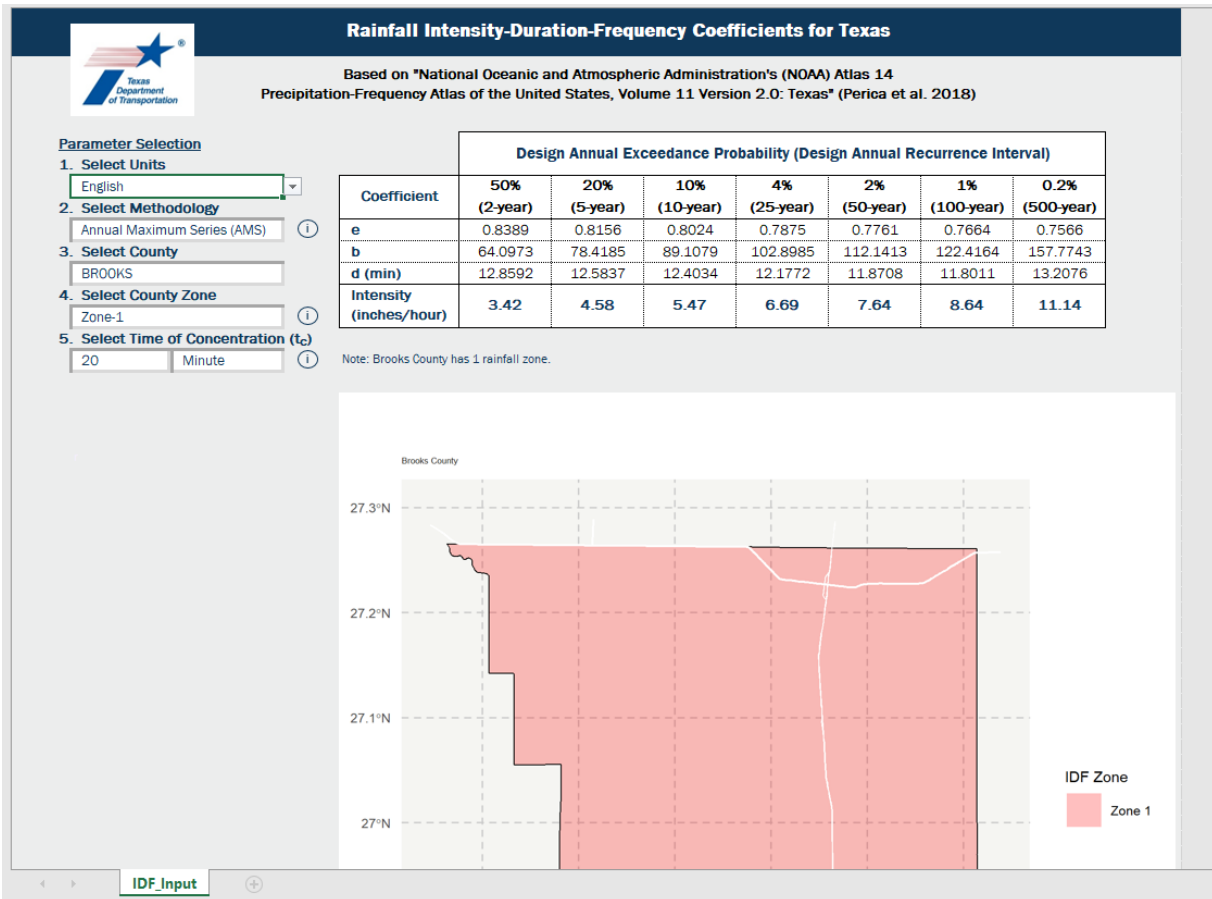 Rainfall Intensity-Duration-Frequency Coefficients for Texas
Texas
Department
of Transportation
®
Based on "National Oceanic and Atmospheric Administration's (NOAA) Atlas 14
Precipitation-Frequency Atlas of the United States, Volume 11 Version 2.0: Texas" (Perica et al. 2018)
Parameter Selection
1. Select Units
English
2. Select Methodology
Annual Maximum Series (AMS) i
3. Select County
BROOKS
4. Select County Zone
Zone-1 i
5. Select Time of Concentration (tc)
20 Minute i
Design Annual Exceedance Probability (Design Annual Recurrence Interval)
Coefficient 50% 20% 10% 4% 2% 1% 0.2%
(2-year) (5-year) (10-year) (25-year) (50-year) (100-year) (500-year)
e 0.8389 0.8156 0.8024 0.7875 0.7761 0.7664 0.7566
b 64.0973 78.4185 89.1079 102.8985 112.1413 122.4164 157.7743
d (min) 12.8592 12.5837 12.4034 12.1772 11.8708 11.8011 13.2076
Intensity
(inches/hour) 3.42 4.58 5.47 6.69 7.64 8.64 11.14
Note: Brooks County has 1 rainfall zone.
Brooks County
27.3°N
27.2°N
27.1°N
27°N
IDF Zone
Zone 1
IDF_Input